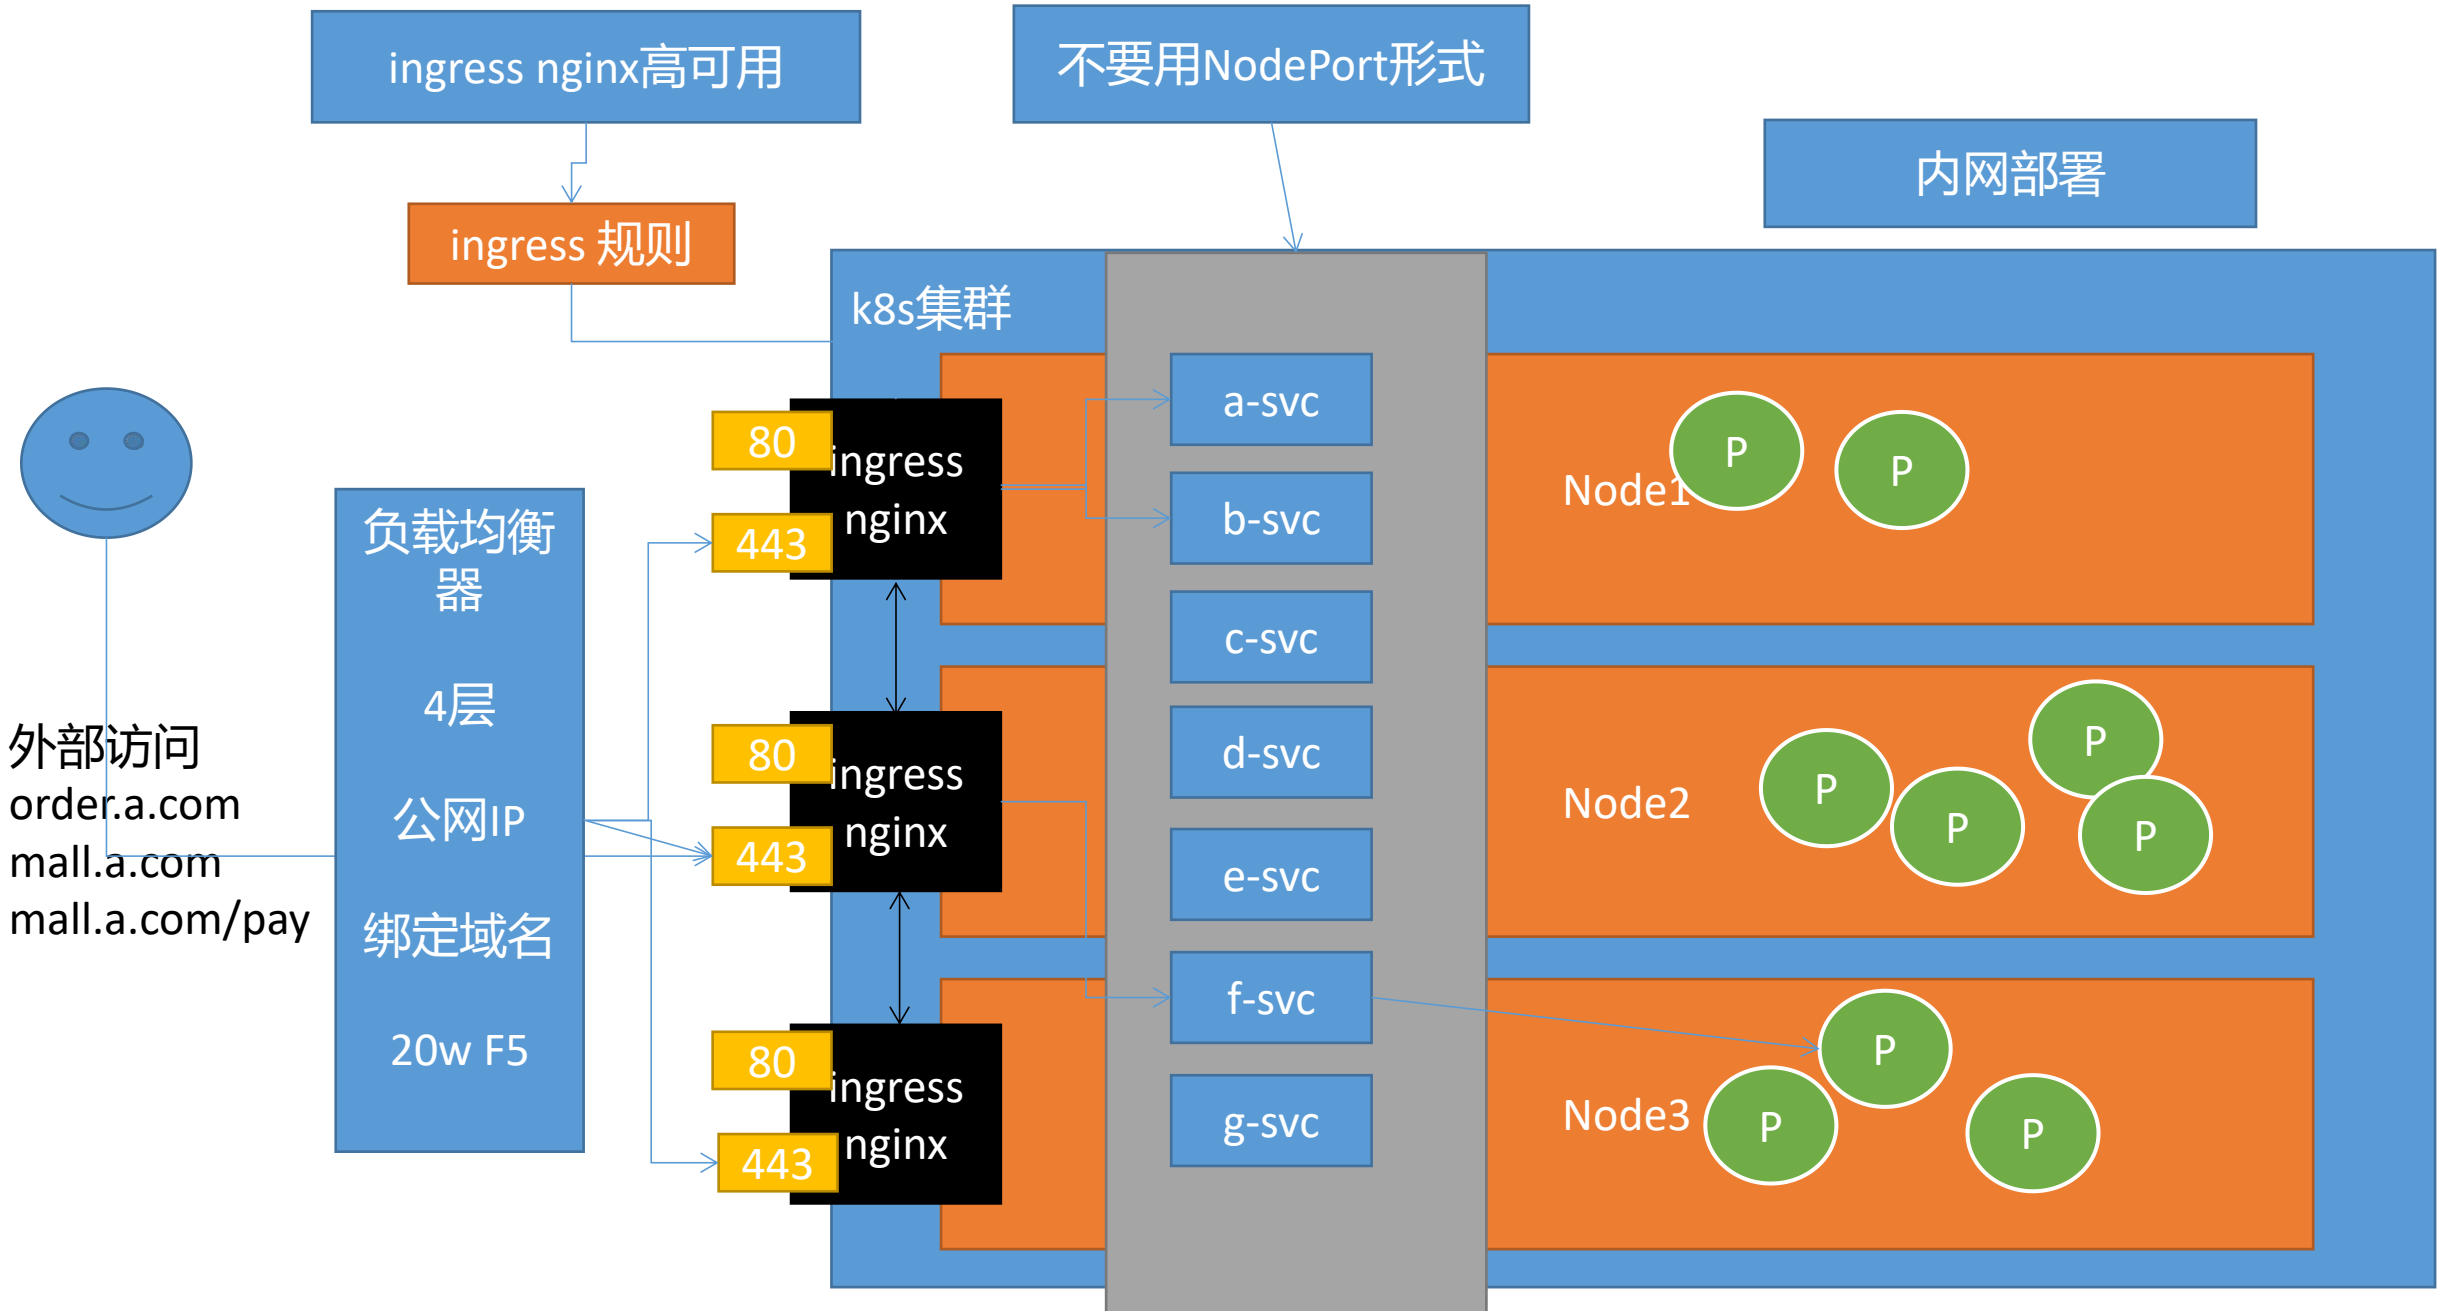 ingress nginx高可用
不要用NodePort形式
内网部署
ingress 规则
k8s集群
负载均衡
器
4层
公网IP
绑定域名
20w F5
外部访问
order.a.com
mall.a.com
mall.a.com/pay
80
443
ingress
nginx
80
443
ingress
nginx
80
443
ingress
nginx
a-svc
b-svc
c-svc
d-svc
e-svc
f-svc
g-svc
Node1
P
P
Node2
P
P
P
P
Node3
P
P
P